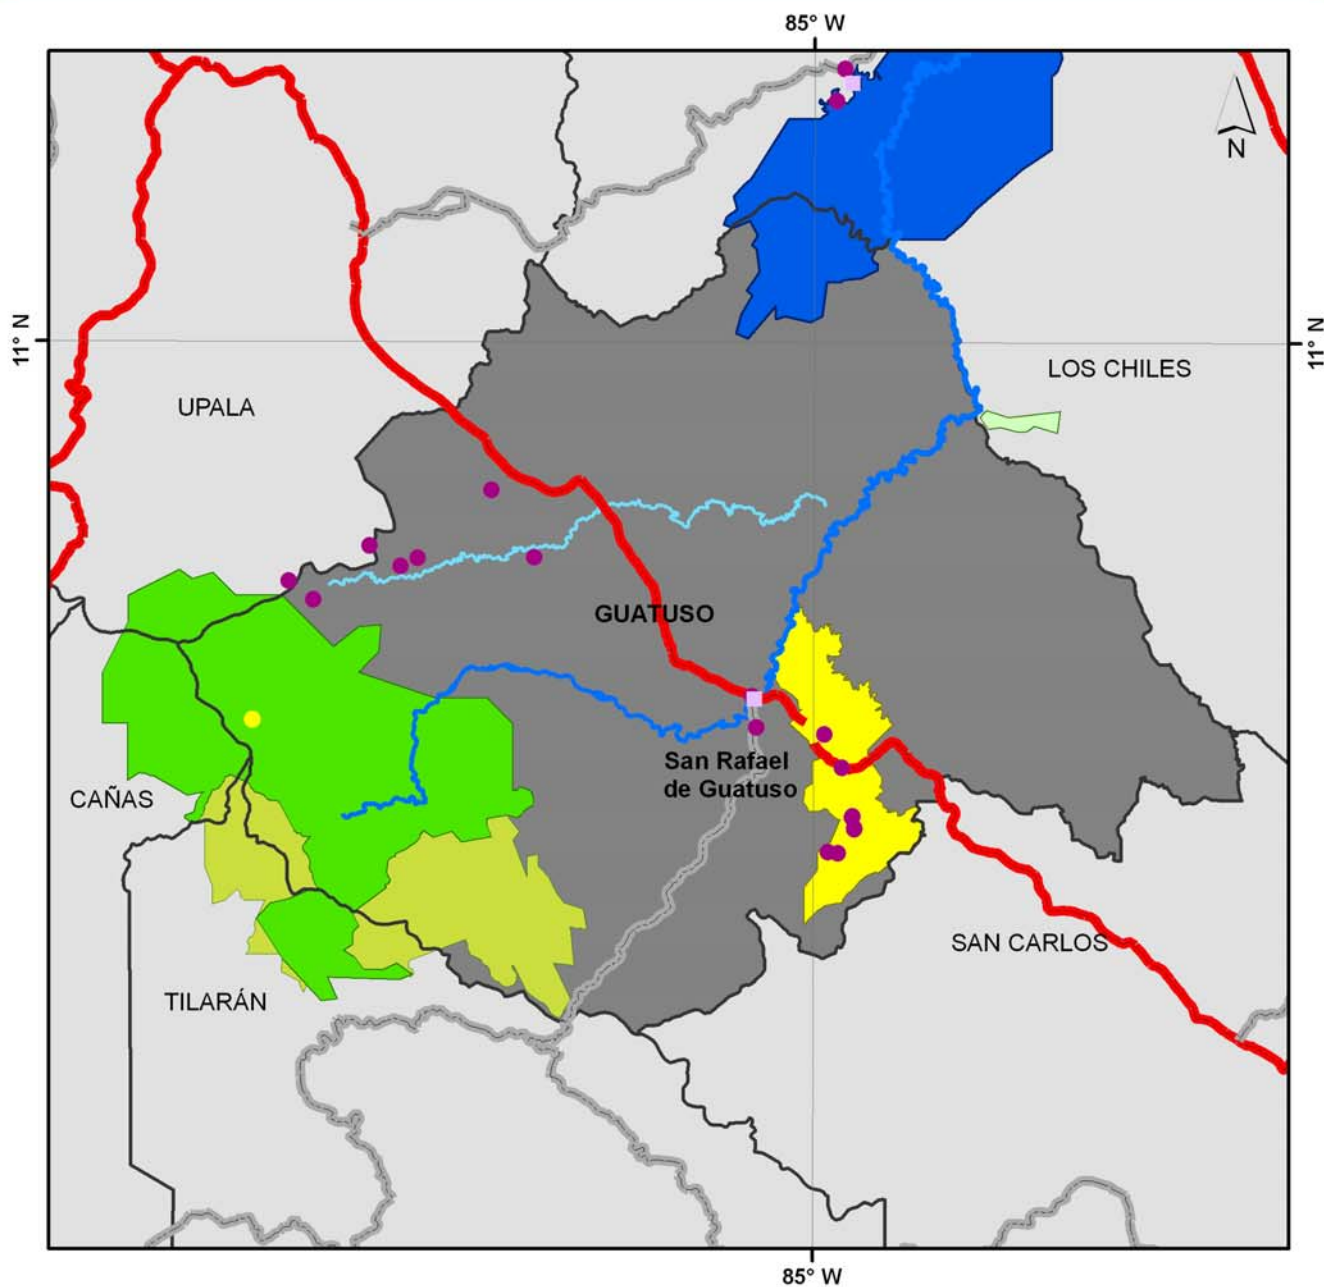 85° W
N
11° N
11° N
LOS CHILES
UPALA
GUATUSO
San Rafael
de Guatuso
CAÑAS
SAN CARLOS
TILARÁN
85° W